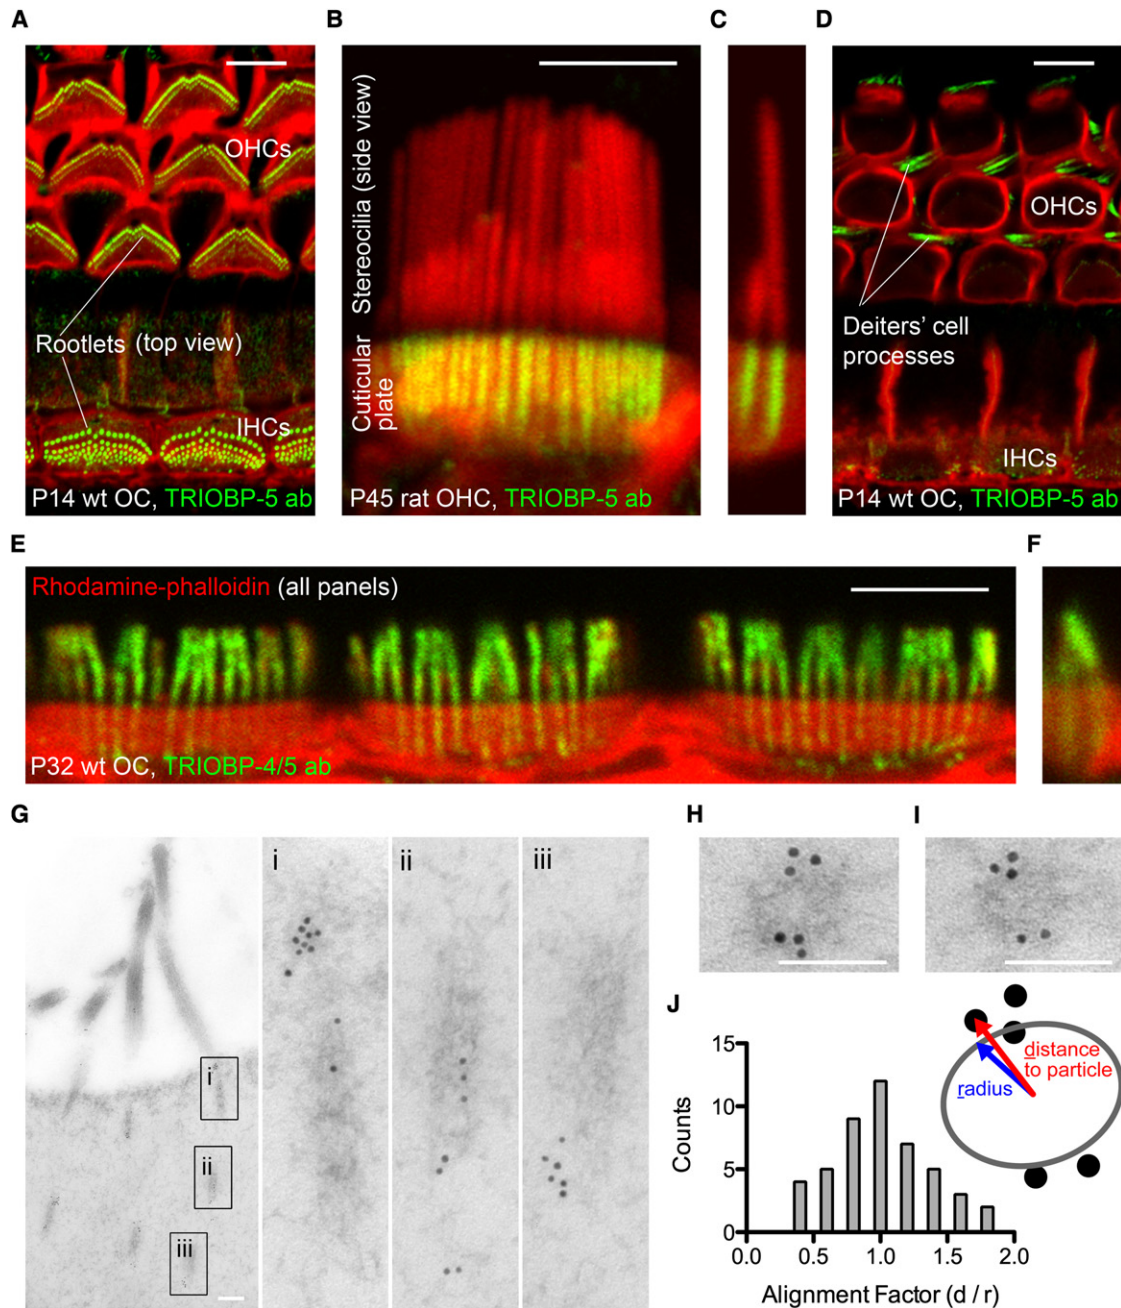 A
B
C
D
OHCs
Rootlets (top view)
IHCs
P14 wt OC, TRIOBP-5 ab
Stereocilia (side view)
Cuticular
plate
P45 rat OHC, TRIOBP-5 ab
OHCs
Deiters' cell
processes
IHCs
P14 wt OC, TRIOBP-5 ab
E
F
Rhodamine-phalloidin (all panels)
P32 wt OC, TRIOBP-4/5 ab
G
H
I
i
ii
iii
i
ii
iii
J
15
10
5
0
Counts
0.0
0.5
1.0
1.5
2.0
Alignment Factor (d / r)
distance
to particle
radius